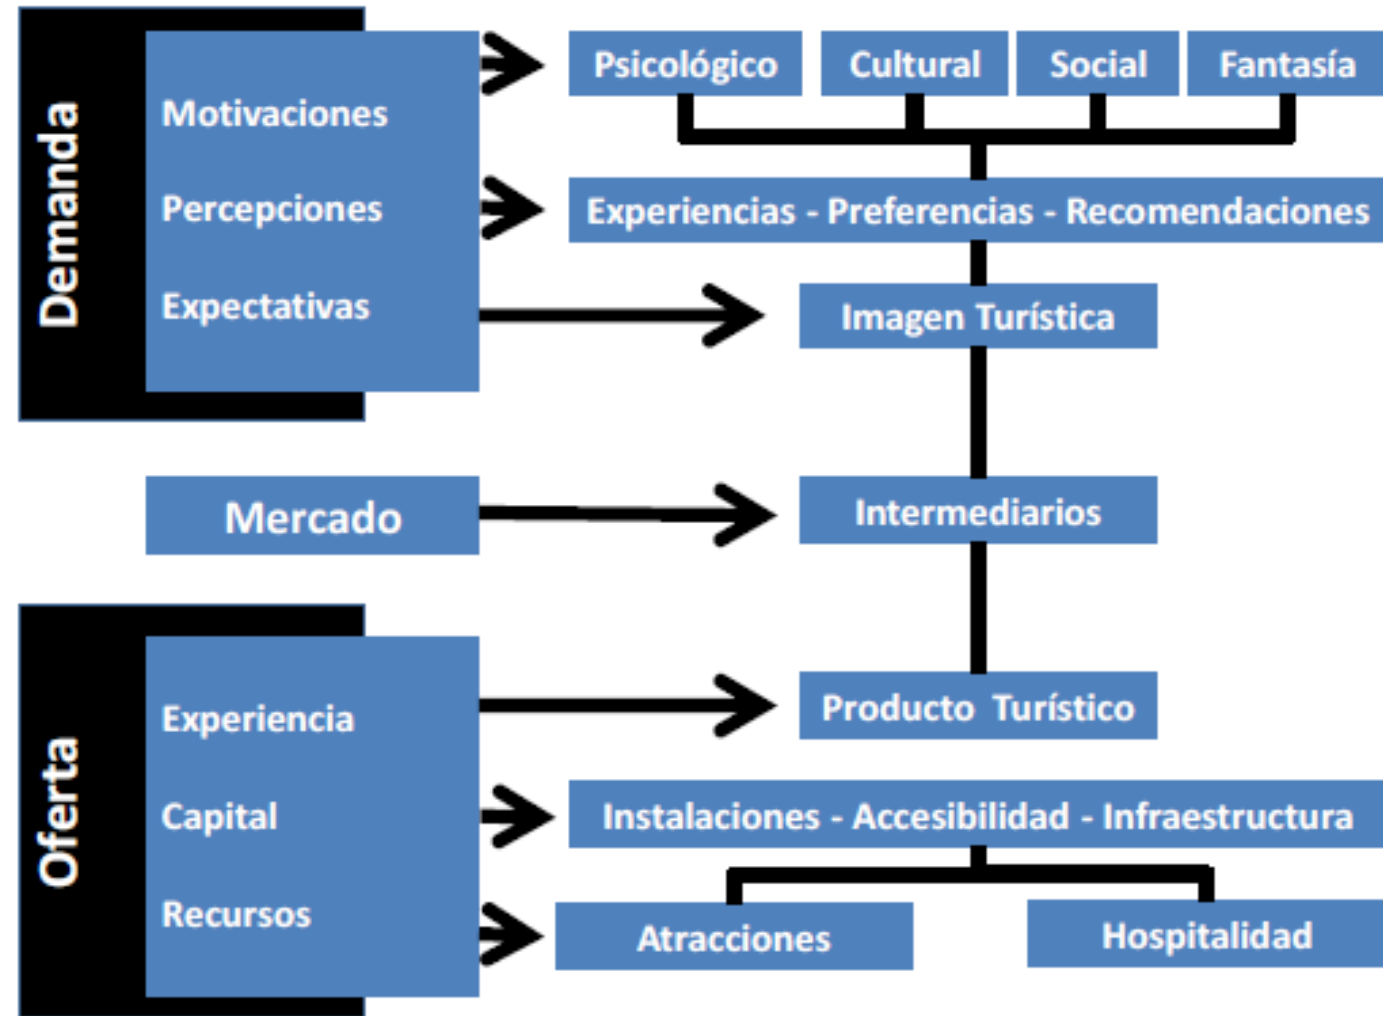 Demanda
Motivaciones
Percepciones
Expectativas
Psicológico
Cultural
Social
Fantasía
Experiencias - Preferencias - Recomendaciones
Imagen Turística
Mercado
Intermediarios
Oferta
Experiencia
Capital
Recursos
Producto Turístico
Instalaciones - Accesibilidad - Infraestructura
Atracciones
Hospitalidad